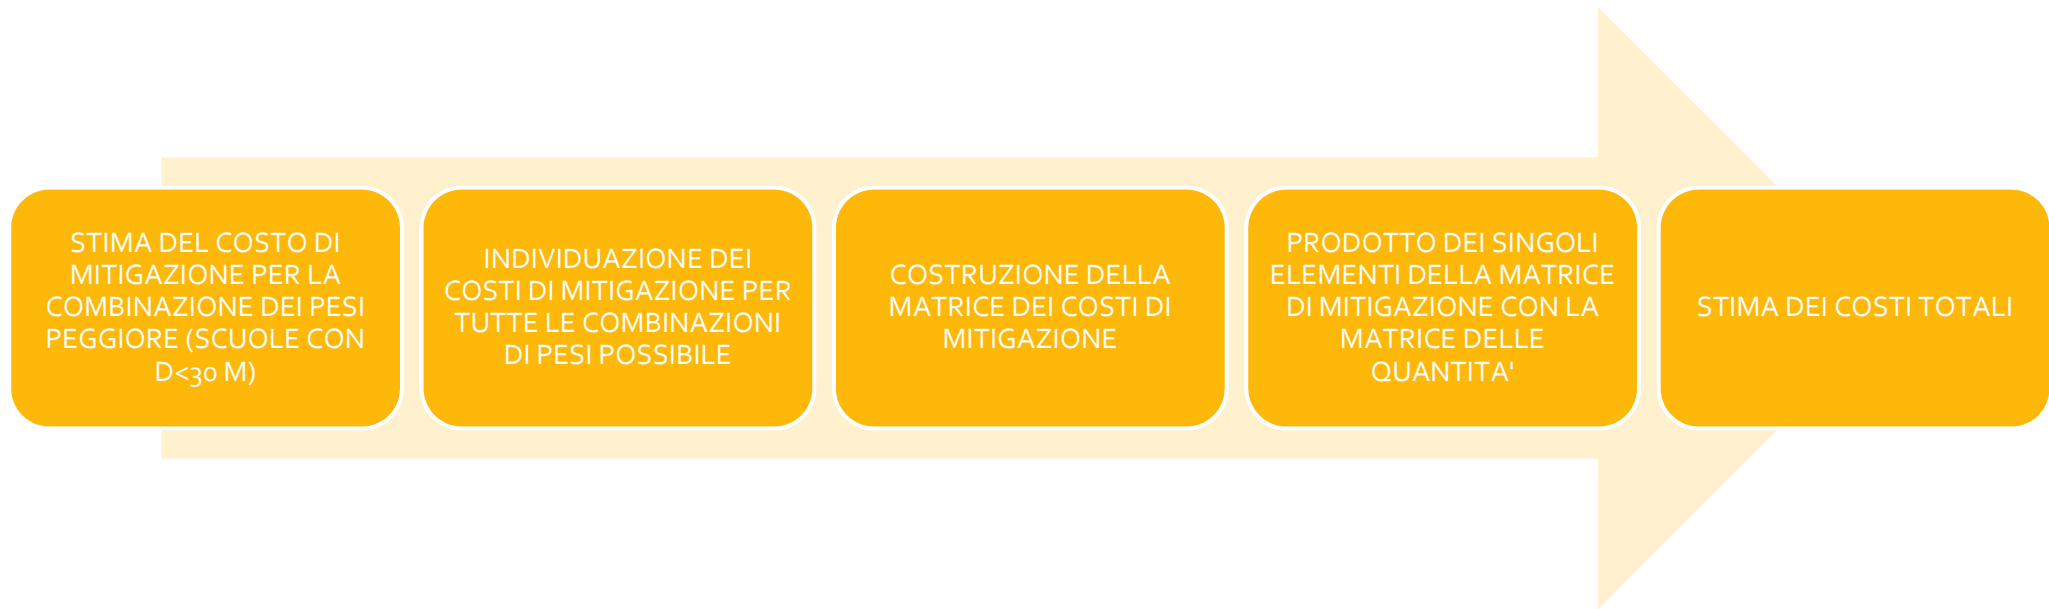 STIMA DEL COSTO DI
MITIGAZIONE PER LA
COMBINAZIONE DEI PESI
PEGGIORE (SCUOLE CON
D<30 M)
INDIVIDUAZIONE DEI
COSTI DI MITIGAZIONE PER
TUTTE LE COMBINAZIONI
DI PESI POSSIBILE
COSTRUZIONE DELLA
MATRICE DEI COSTI DI
MITIGAZIONE
PRODOTTO DEI SINGOLI
ELEMENTI DELLA MATRICE
DI MITIGAZIONE CON LA
MATRICE DELLE
QUANTITA'
STIMA DEI COSTI TOTALI